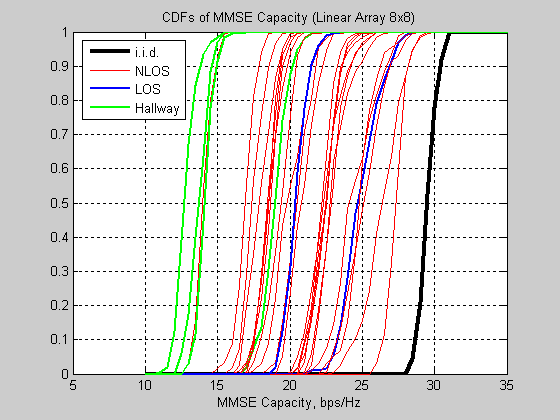 CDFs of MMSE Capacity (Linear Array 8x8)
1
0.9
0.8
0.7
0.6
0.5
0.4
0.3
0.2
0.1
0
i.i.d.
NLOS
LOS
Hallway
5 10 15 20 25 30 35
MMSE Capacity, bps/Hz